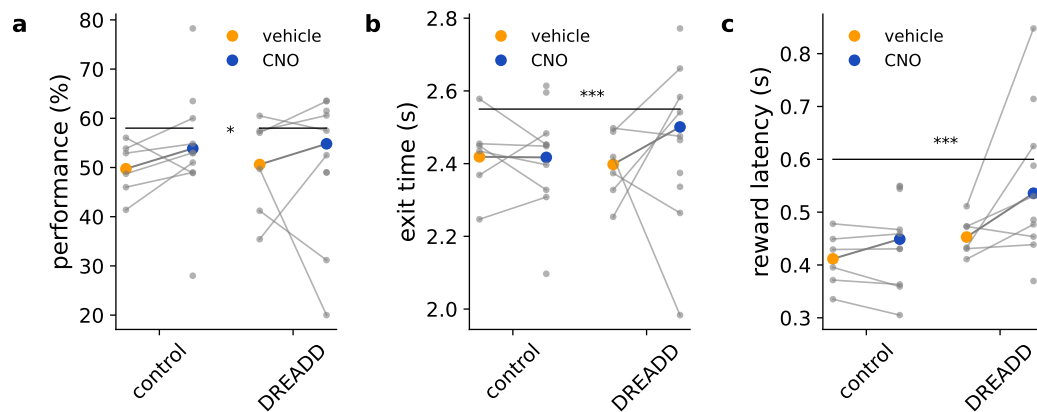 a
performance (%)
80
70
60
50
40
30
20
vehicle
CNO
*
control
DREADD
b
exit time (s)
2.8
2.6
2.4
2.2
2.0
vehicle
CNO
***
control
DREADD
c
reward latency (s)
0.8
0.7
0.6
0.5
0.4
0.3
vehicle
CNO
***
control
DREADD